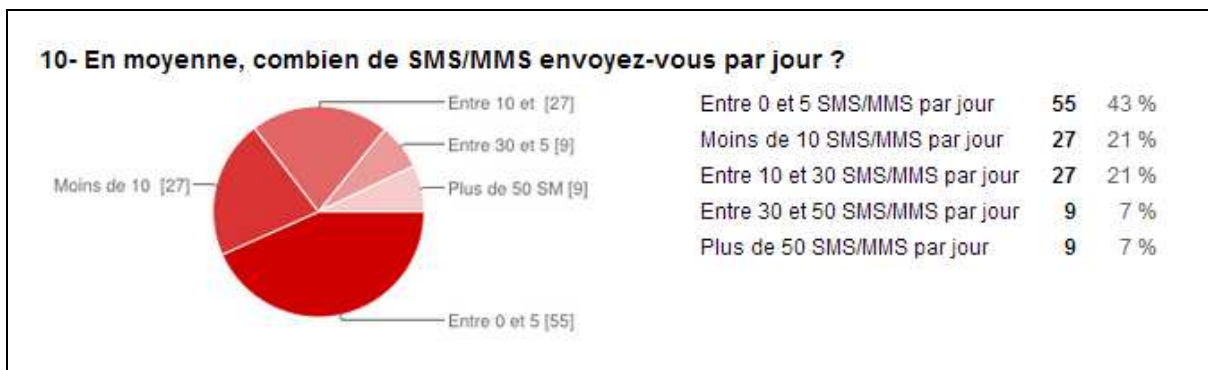 10- En moyenne, combien de SMS/MMS envoyez-vous par jour ?
Entre 10 et [27]
Entre 30 et 5 [9]
Moins de 10 [27]
Plus de 50 SM [9]
Entre 0 et 5 [55]
Entre 0 et 5 SMS/MMS par jour 55 43 %
Moins de 10 SMS/MMS par jour 27 21 %
Entre 10 et 30 SMS/MMS par jour 27 21 %
Entre 30 et 50 SMS/MMS par jour 9 7 %
Plus de 50 SMS/MMS par jour 9 7 %